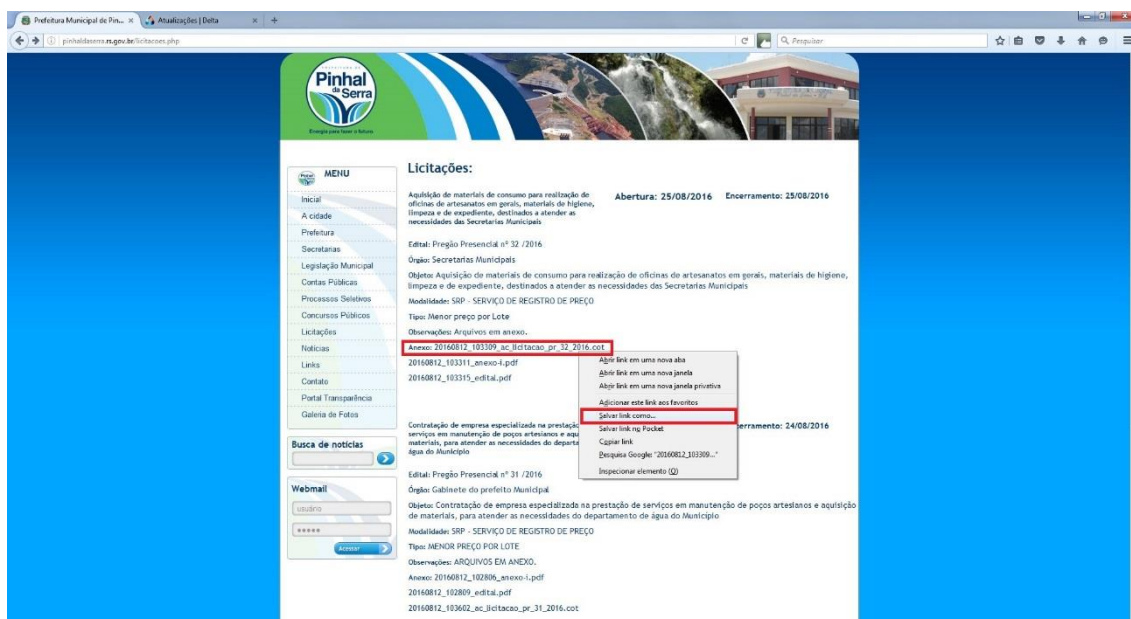 Prefeitura Municipal de Pin...
Atualizações | Delta
pinhaldaserra.rs.gov.br/licitacoes.php
Pesquisar
Pinhal
da Serra
Energia para fazer o futuro
MENU
Inicial
A cidade
Prefeitura
Secretarias
Legislação Municipal
Contas Públicas
Processos Seletivos
Concursos Públicos
Licitações
Notícias
Links
Contato
Portal Transparência
Galeria de Fotos
Busca de notícias
Webmail
usuário
*****
Acessar
Licitações:
Aquisição de materiais de consumo para realização de
oficinas de artesanatos em gerais, materiais de higiene,
limpeza e de expediente, destinados a atender as
necessidades das Secretarias Municipais
Abertura: 25/08/2016 Encerramento: 25/08/2016
Edital: Pregão Presencial nº 32 /2016
Órgão: Secretarias Municipais
Objeto: Aquisição de materiais de consumo para realização de oficinas de artesanatos em gerais, materiais de higiene,
limpeza e de expediente, destinados a atender as necessidades das Secretarias Municipais
Modalidade: SRP - SERVIÇO DE REGISTRO DE PREÇO
Tipo: Menor preço por Lote
Observações: Arquivos em anexo.
Anexo: 20160812_103309_ac_licitacao_pr_32_2016.cot
20160812_103311_anexo-i.pdf
20160812_103315_edital.pdf
Abrir link em uma nova aba
Abrir link em uma nova janela
Abrir link em uma nova janela privativa
Adicionar este link aos favoritos
Salvar link como...
Salvar link no Pocket
Copiar link
Pesquisa Google: "20160812_103309..."
Inspecionar elemento (Q)
Contratação de empresa especializada na prestação
serviços em manutenção de poços artesianos e aqu
materiais, para atender as necessidades do departa
água do Município
erramento: 24/08/2016
Edital: Pregão Presencial nº 31 /2016
Órgão: Gabinete do prefeito Municipal
Objeto: Contratação de empresa especializada na prestação de serviços em manutenção de poços artesianos e aquisição
de materiais, para atender as necessidades do departamento de água do Município
Modalidade: SRP - SERVIÇO DE REGISTRO DE PREÇO
Tipo: MENOR PREÇO POR LOTE
Observações: ARQUIVOS EM ANEXO.
Anexo: 20160812_102806_anexo-i.pdf
20160812_102809_edital.pdf
20160812_103602_ac_licitacao_pr_31_2016.cot